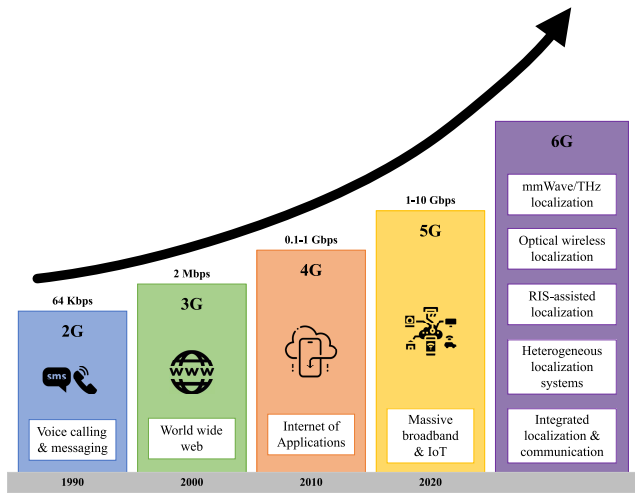 64 Kbps
2G
sms
Voice calling
& messaging
1990
2 Mbps
3G
www
World wide
web
2000
0.1-1 Gbps
4G
Internet of
Applications
2010
1-10 Gbps
5G
Massive
broadband
& IoT
2020
6G
mmWave/THz
localization
Optical wireless
localization
RIS-assisted
localization
Heterogeneous
localization
systems
Integrated
localization &
communication